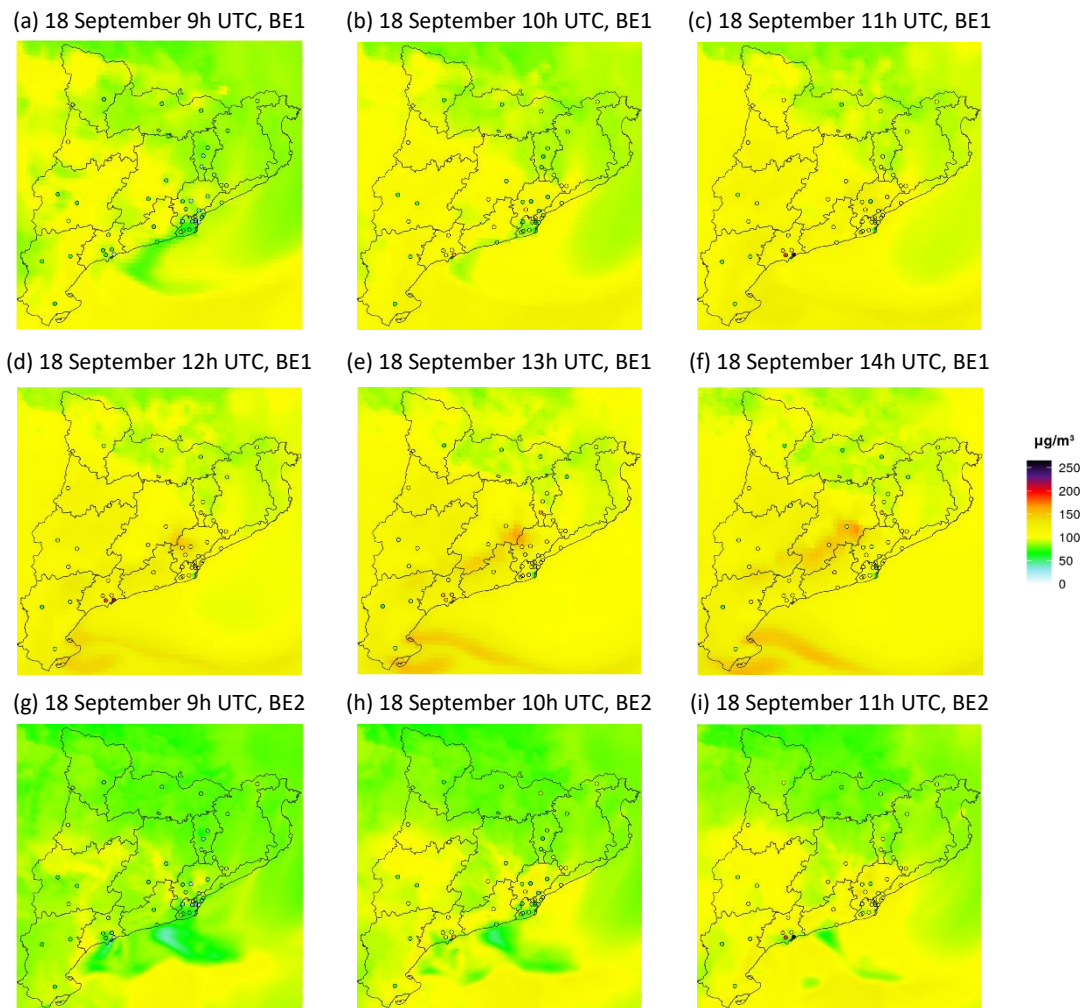 (a) 18 September 9h UTC, BE1
(b) 18 September 10h UTC, BE1
(c) 18 September 11h UTC, BE1
(d) 18 September 12h UTC, BE1
(e) 18 September 13h UTC, BE1
(f) 18 September 14h UTC, BE1
µg/m³
250
200
150
100
50
0
(g) 18 September 9h UTC, BE2
(h) 18 September 10h UTC, BE2
(i) 18 September 11h UTC, BE2